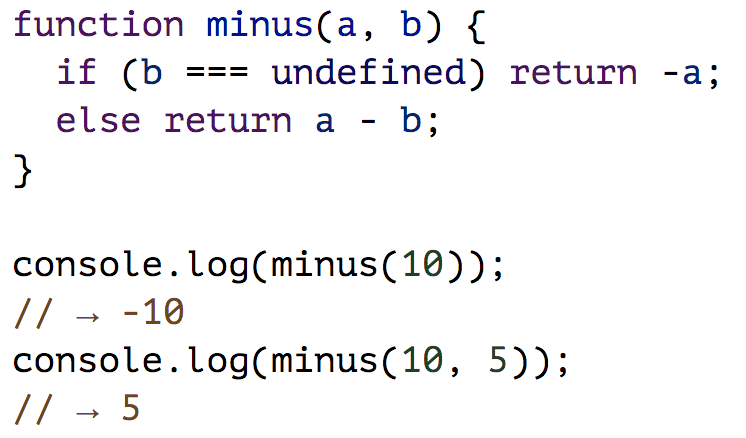 function minus(a, b) {
  if (b === undefined) return -a;
  else return a - b;
}

console.log(minus(10));
// → -10
console.log(minus(10, 5));
// → 5